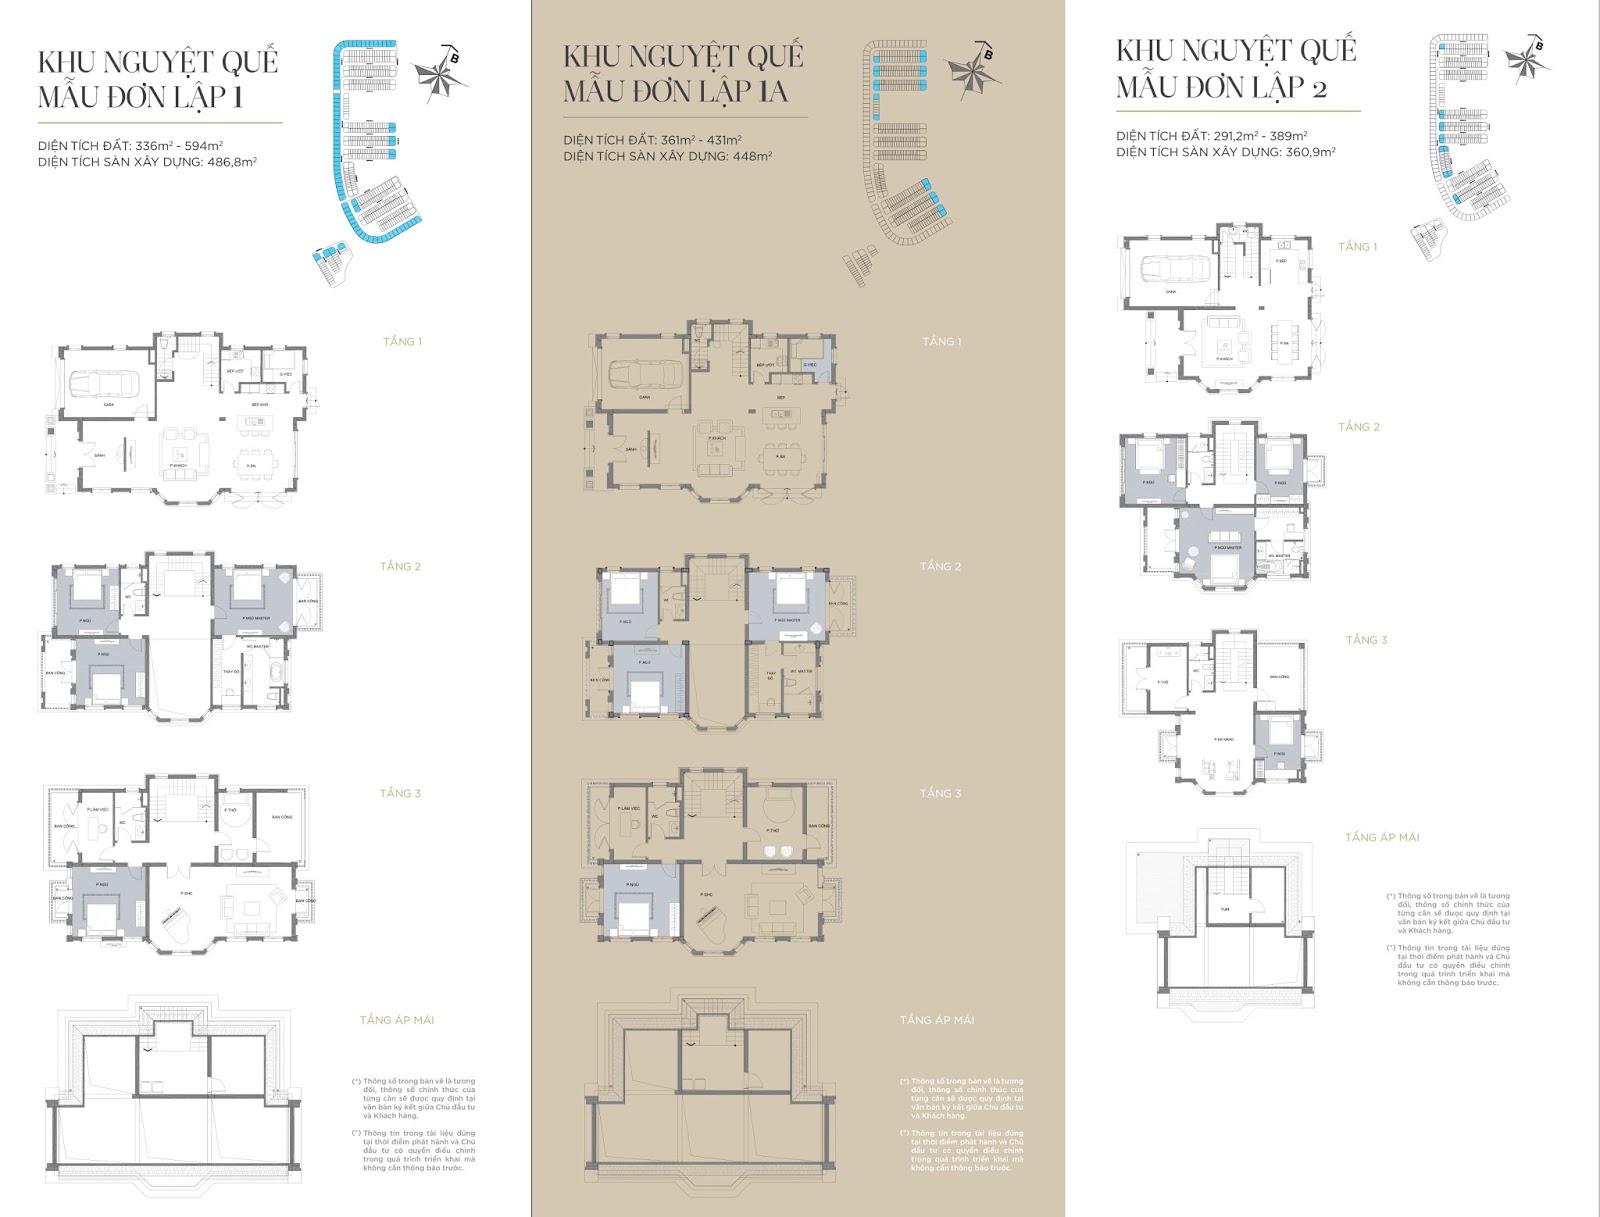 KHU NGUYỆT QUẾ
MẪU ĐƠN LẬP 1
DIỆN TÍCH ĐẤT: 336m² - 594m²
DIỆN TÍCH SÀN XÂY DỰNG: 486,8m²
B
TẦNG 1
WC
BẾP ƯỚT
G.VIỆC
GARA
BẾP KHÔ
SẢNH
P.KHÁCH
P.ĂN
TẦNG 2
P.NGỦ
WC
P.NGỦ MASTER
BAN CÔNG
P.NGỦ
BAN CÔNG
THAY ĐỒ
WC MASTER
TẦNG 3
P.LÀM VIỆC
BAN CÔNG
WC
P.THỜ
BAN CÔNG
P.NGỦ
BAN CÔNG
P.SHC
BAN CÔNG
TẦNG ÁP MÁI
(*) Thông số trong bản vẽ là tương
đối, thông số chính thức của
từng căn sẽ được quy định tại
văn bản ký kết giữa Chủ đầu tư
và Khách hàng.
(*) Thông tin trong tài liệu đúng
tại thời điểm phát hành và Chủ
đầu tư có quyền điều chỉnh
trong quá trình triển khai mà
không cần thông báo trước.
KHU NGUYỆT QUẾ
MẪU ĐƠN LẬP 1A
DIỆN TÍCH ĐẤT: 361m² - 431m²
DIỆN TÍCH SÀN XÂY DỰNG: 448m²
B
TẦNG 1
WC
BẾP ƯỚT
G.VIỆC
GARA
BẾP
SẢNH
P.KHÁCH
P.ĂN
TẦNG 2
P.NGỦ
WC
P.NGỦ MASTER
BAN CÔNG
P.NGỦ
BAN CÔNG
THAY
ĐỒ
WC MASTER
TẦNG 3
P.LÀM VIỆC
WC
P.THỜ
BAN CÔNG
P.NGỦ
P.SHC
TẦNG ÁP MÁI
(*) Thông số trong bản vẽ là tương
đối, thông số chính thức của
từng căn sẽ được quy định tại
văn bản ký kết giữa Chủ đầu tư
và Khách hàng.
(*) Thông tin trong tài liệu đúng
tại thời điểm phát hành và Chủ
đầu tư có quyền điều chỉnh
trong quá trình triển khai mà
không cần thông báo trước.
KHU NGUYỆT QUẾ
MẪU ĐƠN LẬP 2
DIỆN TÍCH ĐẤT: 291,2m² - 389m²
DIỆN TÍCH SÀN XÂY DỰNG: 360,9m²
B
TẦNG 1
WC
P.BẾP
GARA
P.KHÁCH
P.ĂN
TẦNG 2
P.NGỦ
WC
P.NGỦ
P.NGỦ MASTER
WC MASTER
TẦNG 3
P.THỜ
WC
BAN CÔNG
P.ĐA NĂNG
P.NGỦ
TẦNG ÁP MÁI
TUM
(*) Thông số trong bản vẽ là tương
đối, thông số chính thức của
từng căn sẽ được quy định tại
văn bản ký kết giữa Chủ đầu tư
và Khách hàng.
(*) Thông tin trong tài liệu đúng
tại thời điểm phát hành và Chủ
đầu tư có quyền điều chỉnh
trong quá trình triển khai mà
không cần thông báo trước.